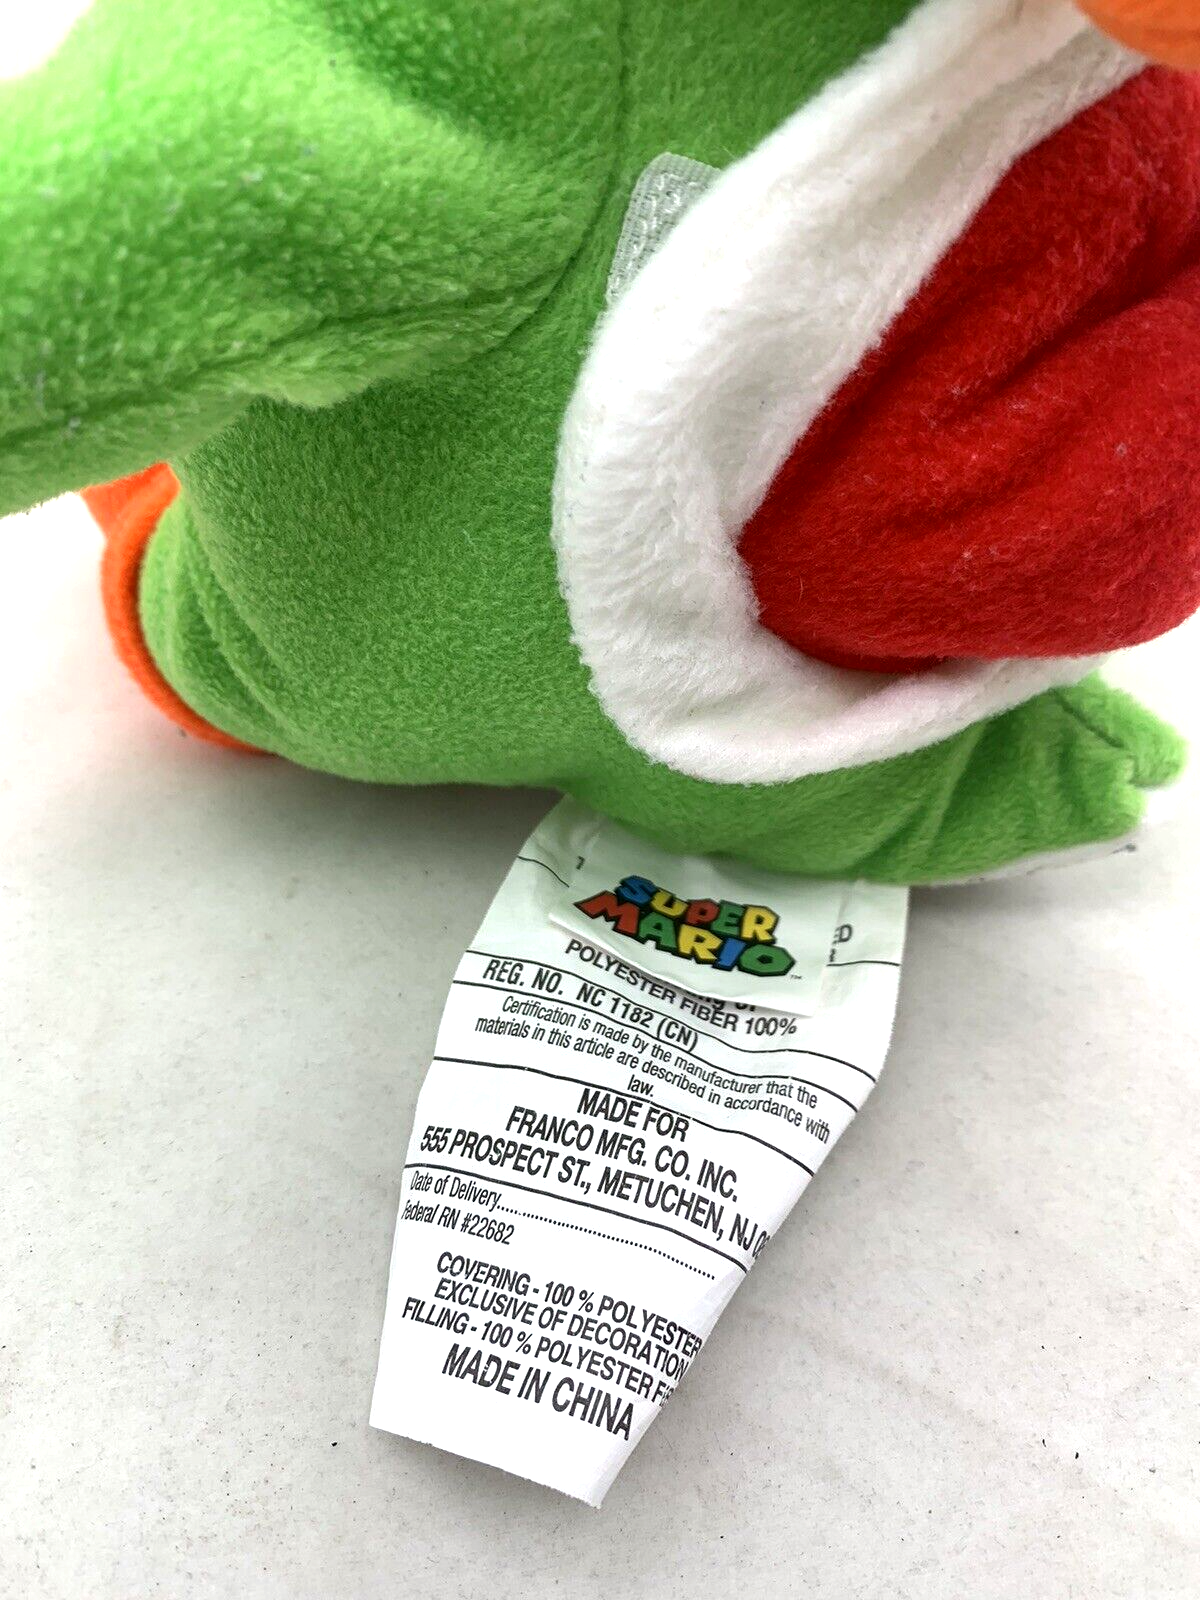 SUPER
MARIO™
POLYESTER FIBER 100%
REG. NO. NC 1182 (CN)
Certification is made by the manufacturer that the
materials in this article are described in accordance with
law.
MADE FOR
FRANCO MFG. CO. INC.
555 PROSPECT ST., METUCHEN, NJ
Date of Delivery
Federal RN #22682
COVERING - 100 % POLYESTER
EXCLUSIVE OF DECORATION
FILLING - 100 % POLYESTER
MADE IN CHINA